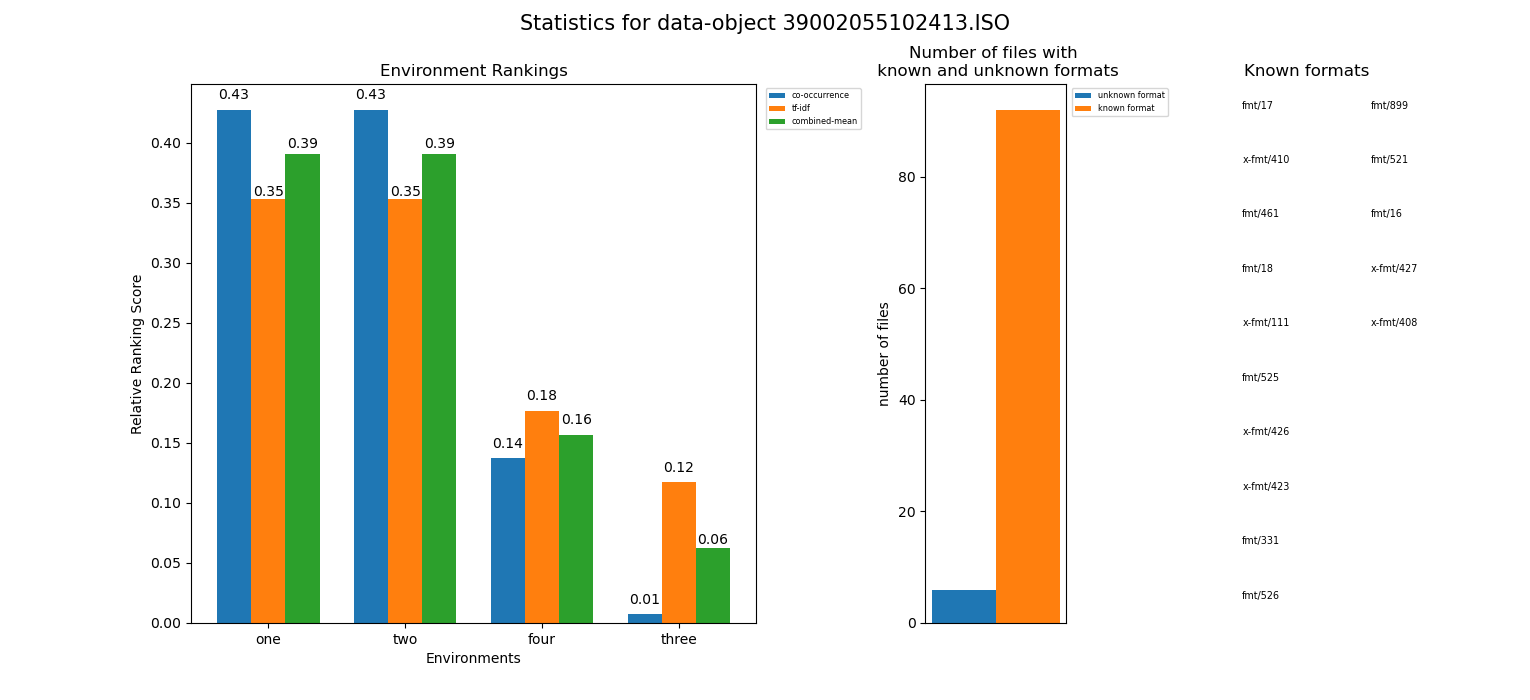 Statistics for data-object 39002055102413.ISO
Environment Rankings
0.43
0.35
0.39
0.43
0.35
0.39
0.14
0.18
0.16
0.01
0.12
0.06
0.40
0.35
0.30
0.25
0.20
0.15
0.10
0.05
0.00
Relative Ranking Score
one two four three
Environments
co-occurrence
tf-idf
combined-mean
Number of files with
known and unknown formats
80
60
40
20
0
number of files
unknown format
known format
Known formats
fmt/17 fmt/899
x-fmt/410 fmt/521
fmt/461 fmt/16
fmt/18 x-fmt/427
x-fmt/111 x-fmt/408
fmt/525
x-fmt/426
x-fmt/423
fmt/331
fmt/526